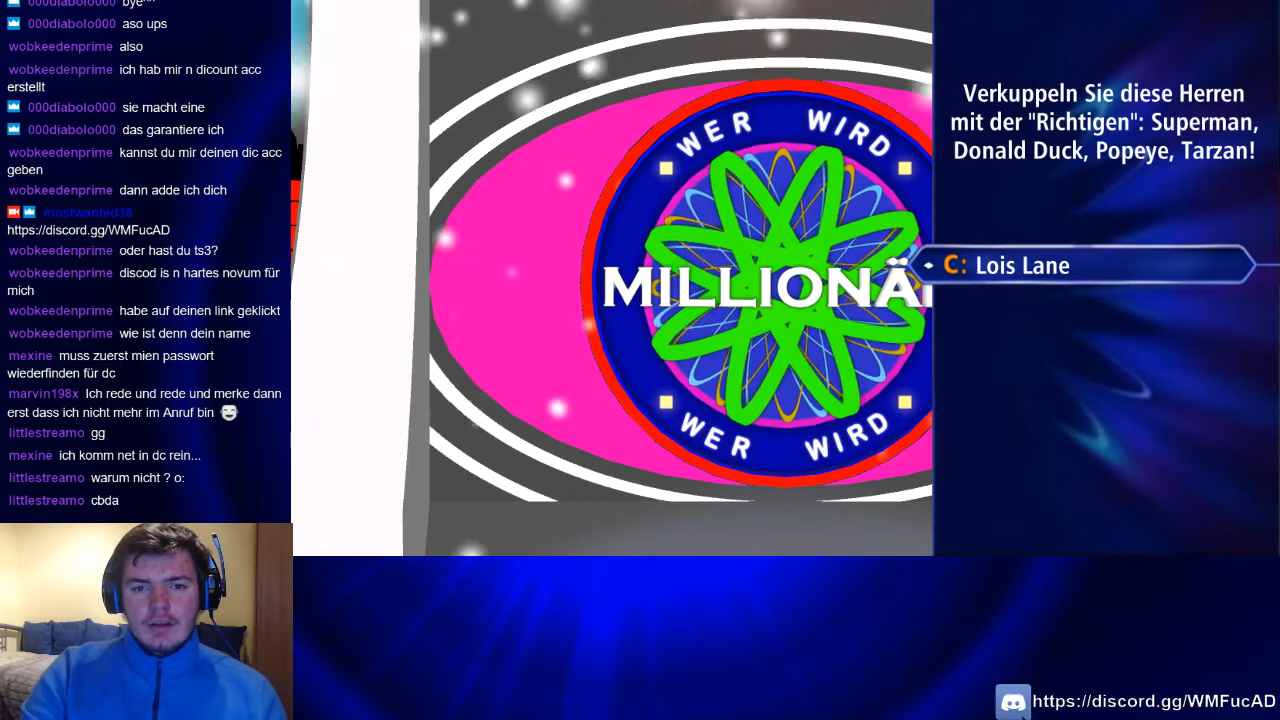 000diabolo000 bye^^
000diabolo000 aso ups
wobkeedenprime also
wobkeedenprime ich hab mir n dicount acc
erstellt
000diabolo000 sie macht eine
000diabolo000 das garantiere ich
wobkeedenprime kannst du mir deinen dic acc
geben
wobkeedenprime dann adde ich dich
mostwanted38
https://discord.gg/WMFucAD
wobkeedenprime oder hast du ts3?
wobkeedenprime discod is n hartes novum für
mich
wobkeedenprime habe auf deinen link geklickt
wobkeedenprime wie ist denn dein name
mexine muss zuerst mien passwort
wiederfinden für dc
marvin198x Ich rede und rede und merke dann
erst dass ich nicht mehr im Anruf bin
littlestreamo gg
mexine ich komm net in dc rein...
littlestreamo warum nicht ? o:
littlestreamo cbda
WER WIRD
MILLIONÄ
WER WIRD
Verkuppeln Sie diese Herren
mit der "Richtigen": Superman,
Donald Duck, Popeye, Tarzan!
C: Lois Lane
https://discord.gg/WMFucAD